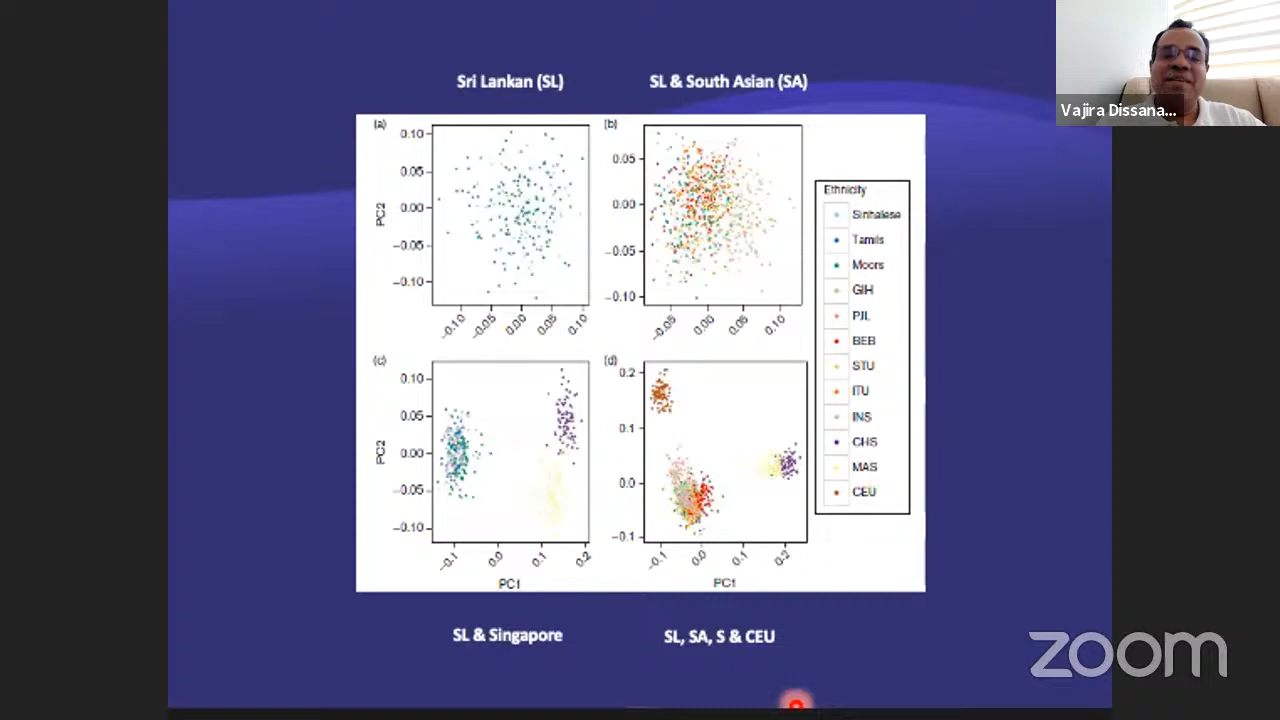 Sri Lankan (SL)
SL & South Asian (SA)
Vajira Dissana...
(a)
0.10
0.05
0.00
−0.05
−0.10
PC2
−0.10
−0.05
0.00
0.05
0.10
(b)
0.05
0.00
−0.05
−0.10
−0.05
0.00
0.05
0.10
(c)
0.10
0.05
0.00
−0.05
−0.10
PC2
−0.1
0.0
0.1
0.2
PC1
(d)
0.2
0.1
0.0
−0.1
−0.1
0.0
0.1
0.2
PC1
Ethnicity
Sinhalese
Tamils
Moors
GIH
PJL
BEB
STU
ITU
INS
CHS
MAS
CEU
SL & Singapore
SL, SA, S & CEU
zoom